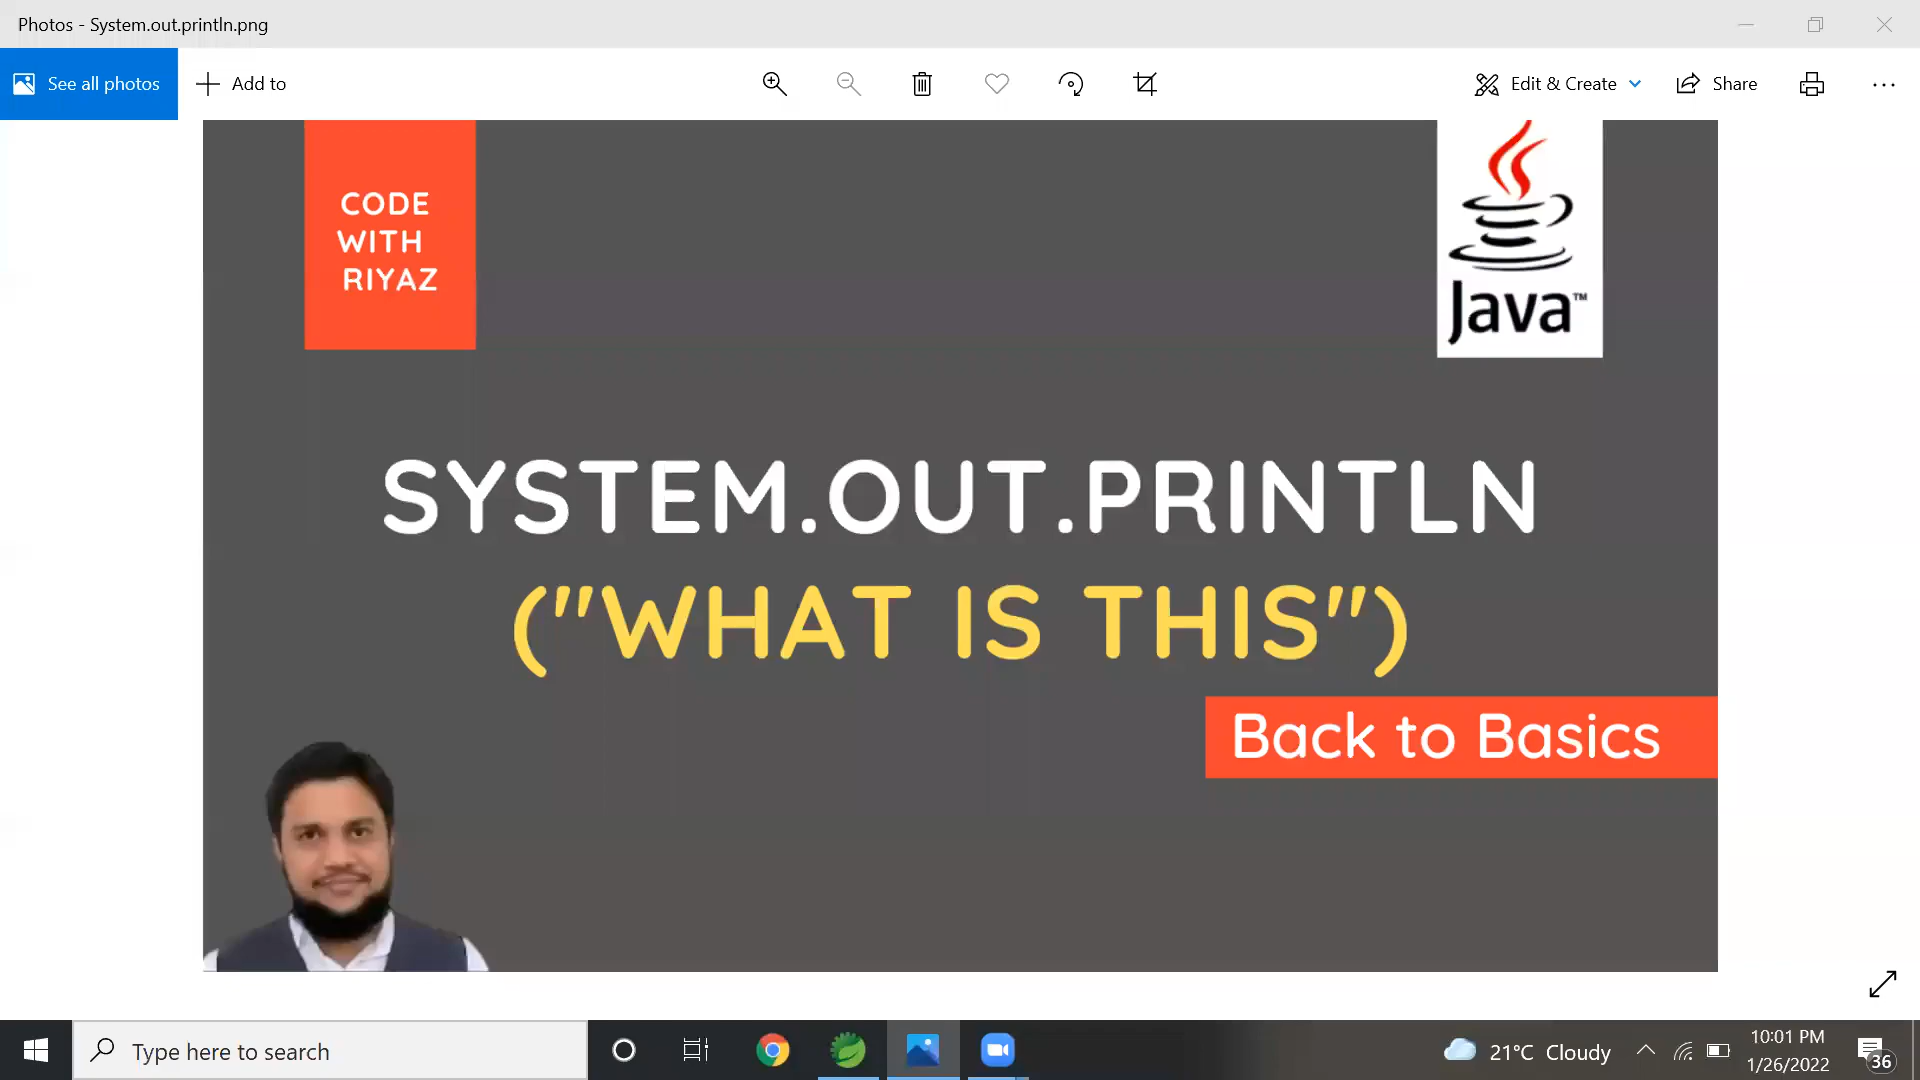 Photos - System.out.println.png
See all photos
Add to
Edit & Create
Share
CODE
WITH
RIYAZ
Java™
SYSTEM.OUT.PRINTLN
("WHAT IS THIS")
Back to Basics
Type here to search
21°C Cloudy
10:01 PM
1/26/2022
36